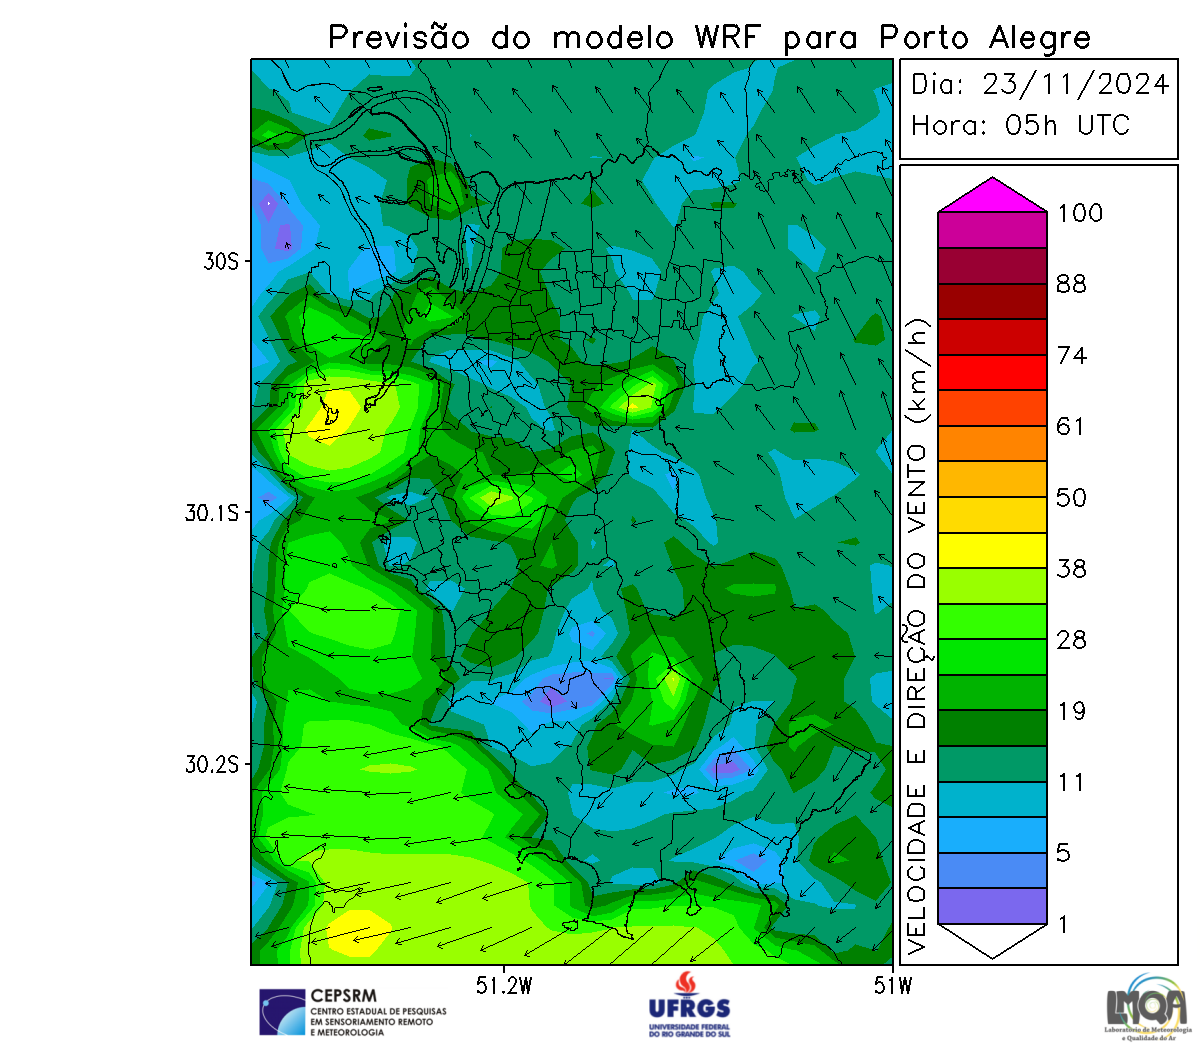 Previsão do modelo WRF para Porto Alegre
Dia: 23/11/2024
Hora: 05h UTC
30S
30.1S
30.2S
51.2W
51W
VELOCIDADE E DIREÇÃO DO VENTO (km/h)
100
88
74
61
50
38
28
19
11
5
1
CEPSRM
CENTRO ESTADUAL DE PESQUISAS
EM SENSORIAMENTO REMOTO
E METEOROLOGIA
UFRGS
UNIVERSIDADE FEDERAL
DO RIO GRANDE DO SUL
LMQA
Laboratório de Meteorologia
e Qualidade do Ar